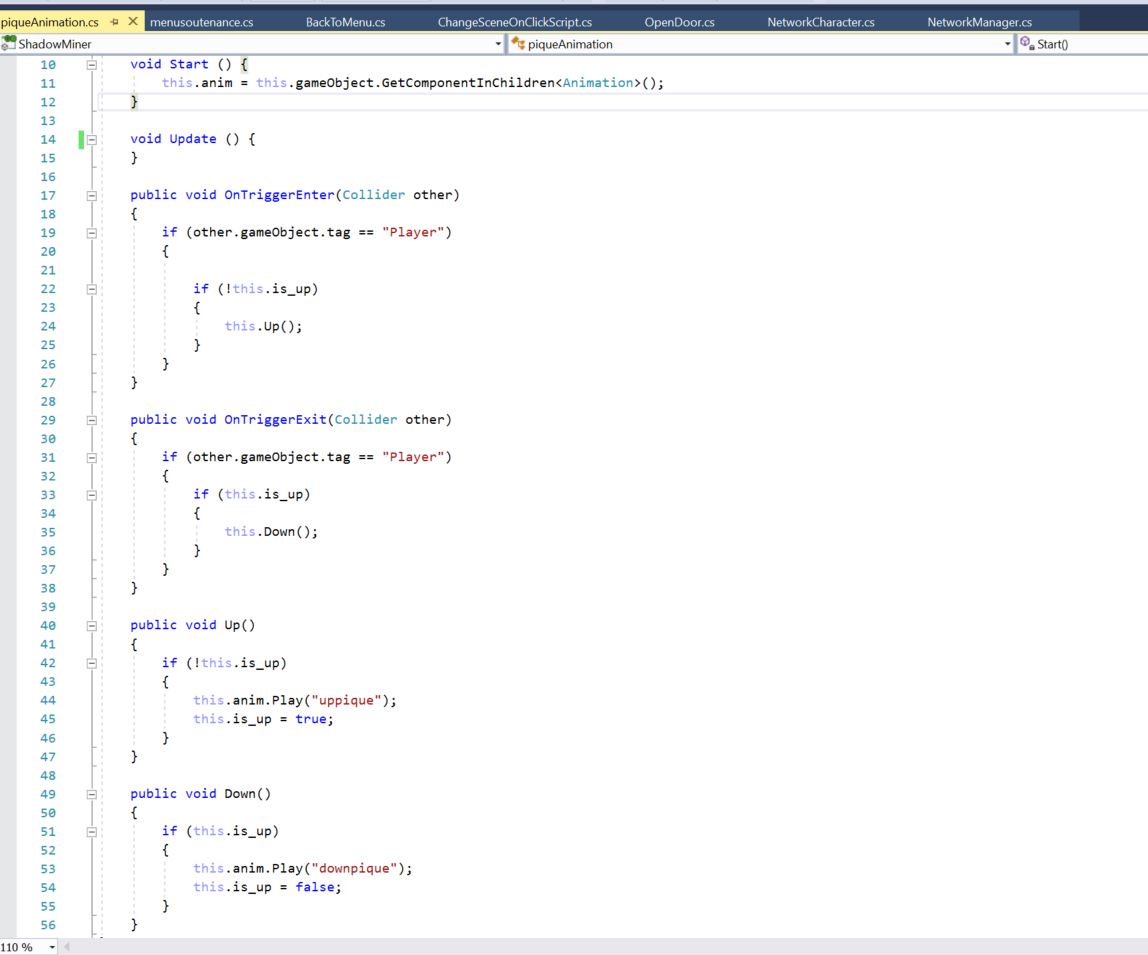 piqueAnimation.cs menusoutenance.cs BackToMenu.cs ChangeSceneOnClickScript.cs OpenDoor.cs NetworkCharacter.cs NetworkManager.cs
ShadowMiner piqueAnimation Start()
10 void Start () {
11 this.anim = this.gameObject.GetComponentInChildren<Animation>();
12 }
13
14 void Update () {
15 }
16
17 public void OnTriggerEnter(Collider other)
18 {
19 if (other.gameObject.tag == "Player")
20 {
21
22 if (!this.is_up)
23 {
24 this.Up();
25 }
26 }
27 }
28
29 public void OnTriggerExit(Collider other)
30 {
31 if (other.gameObject.tag == "Player")
32 {
33 if (this.is_up)
34 {
35 this.Down();
36 }
37 }
38 }
39
40 public void Up()
41 {
42 if (!this.is_up)
43 {
44 this.anim.Play("uppique");
45 this.is_up = true;
46 }
47 }
48
49 public void Down()
50 {
51 if (this.is_up)
52 {
53 this.anim.Play("downpique");
54 this.is_up = false;
55 }
56 }
110 %